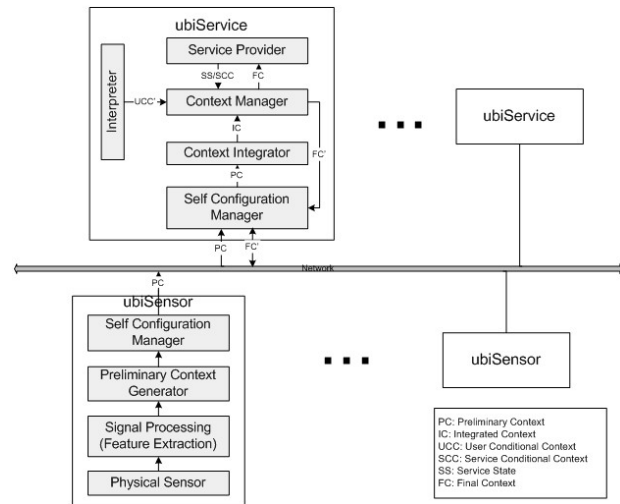 ubiService
Service Provider
SS/SCC
FC
Interpreter
UCC'
Context Manager
IC
Context Integrator
FC'
PC
Self Configuration
Manager
PC
FC'
ubiService
Network
PC
ubiSensor
Self Configuration
Manager
Preliminary Context
Generator
Signal Processing
(Feature Extraction)
Physical Sensor
ubiSensor
PC: Preliminary Context
IC: Integrated Context
UCC: User Conditional Context
SCC: Service Conditional Context
SS: Service State
FC: Final Context